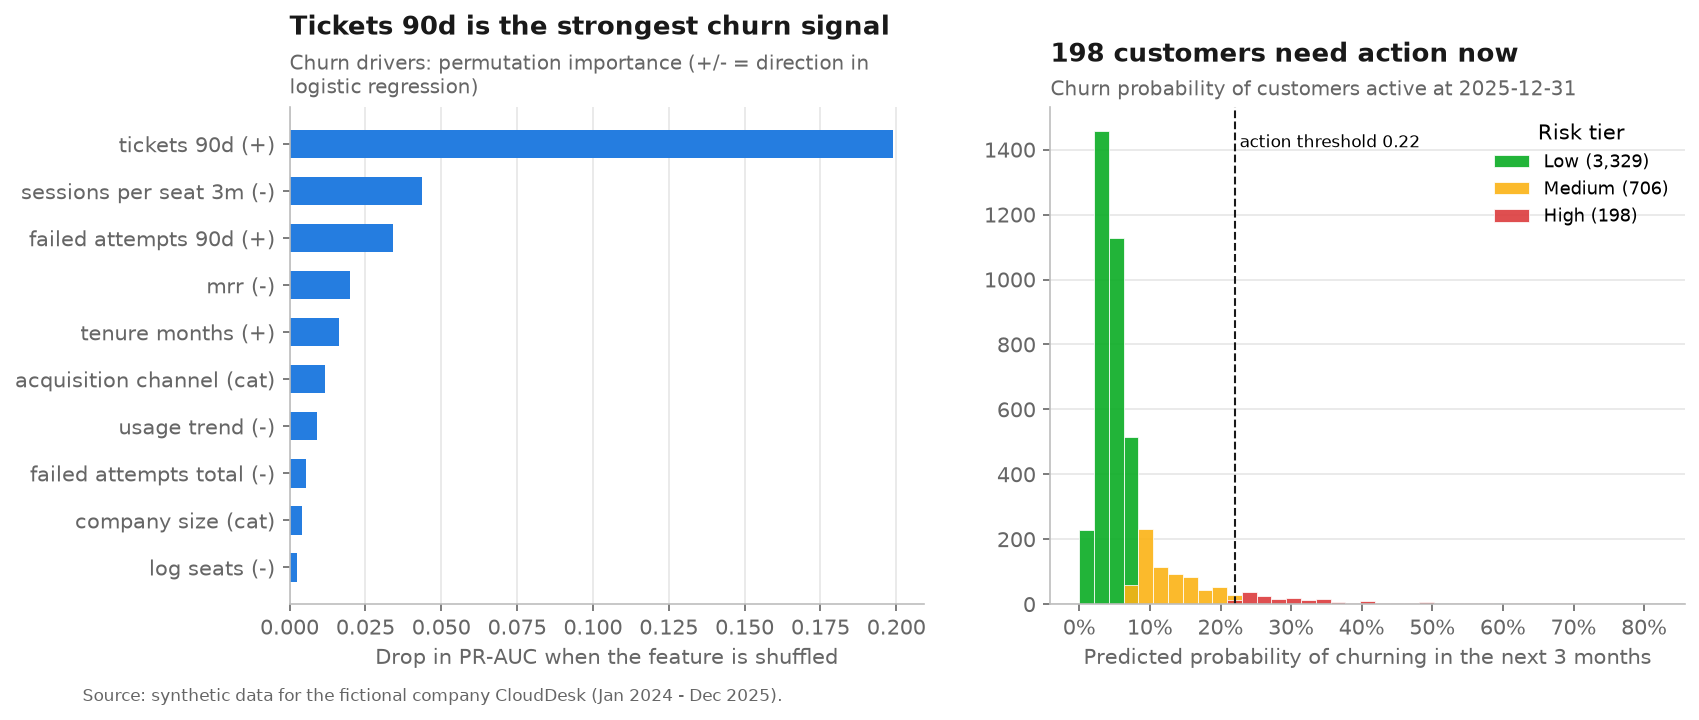 Tickets 90d is the strongest churn signal
Churn drivers: permutation importance (+/- = direction in
logistic regression)
tickets 90d (+)
sessions per seat 3m (-)
failed attempts 90d (+)
mrr (-)
tenure months (+)
acquisition channel (cat)
usage trend (-)
failed attempts total (-)
company size (cat)
log seats (-)
0.000 0.025 0.050 0.075 0.100 0.125 0.150 0.175 0.200
Drop in PR-AUC when the feature is shuffled
198 customers need action now
Churn probability of customers active at 2025-12-31
action threshold 0.22
Risk tier
Low (3,329)
Medium (706)
High (198)
1400
1200
1000
800
600
400
200
0
0% 10% 20% 30% 40% 50% 60% 70% 80%
Predicted probability of churning in the next 3 months
Source: synthetic data for the fictional company CloudDesk (Jan 2024 - Dec 2025).